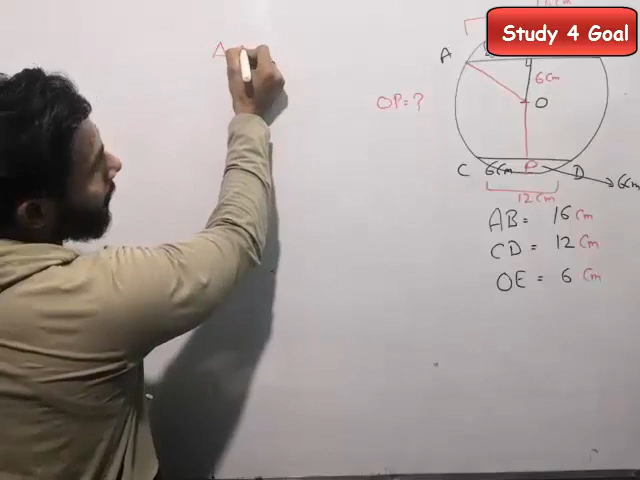 Study 4 Goal
A
A
6cm
OP = ?
O
C
6cm
P
D
6cm
12 cm
AB = 16 cm
CD = 12 cm
OE = 6 cm